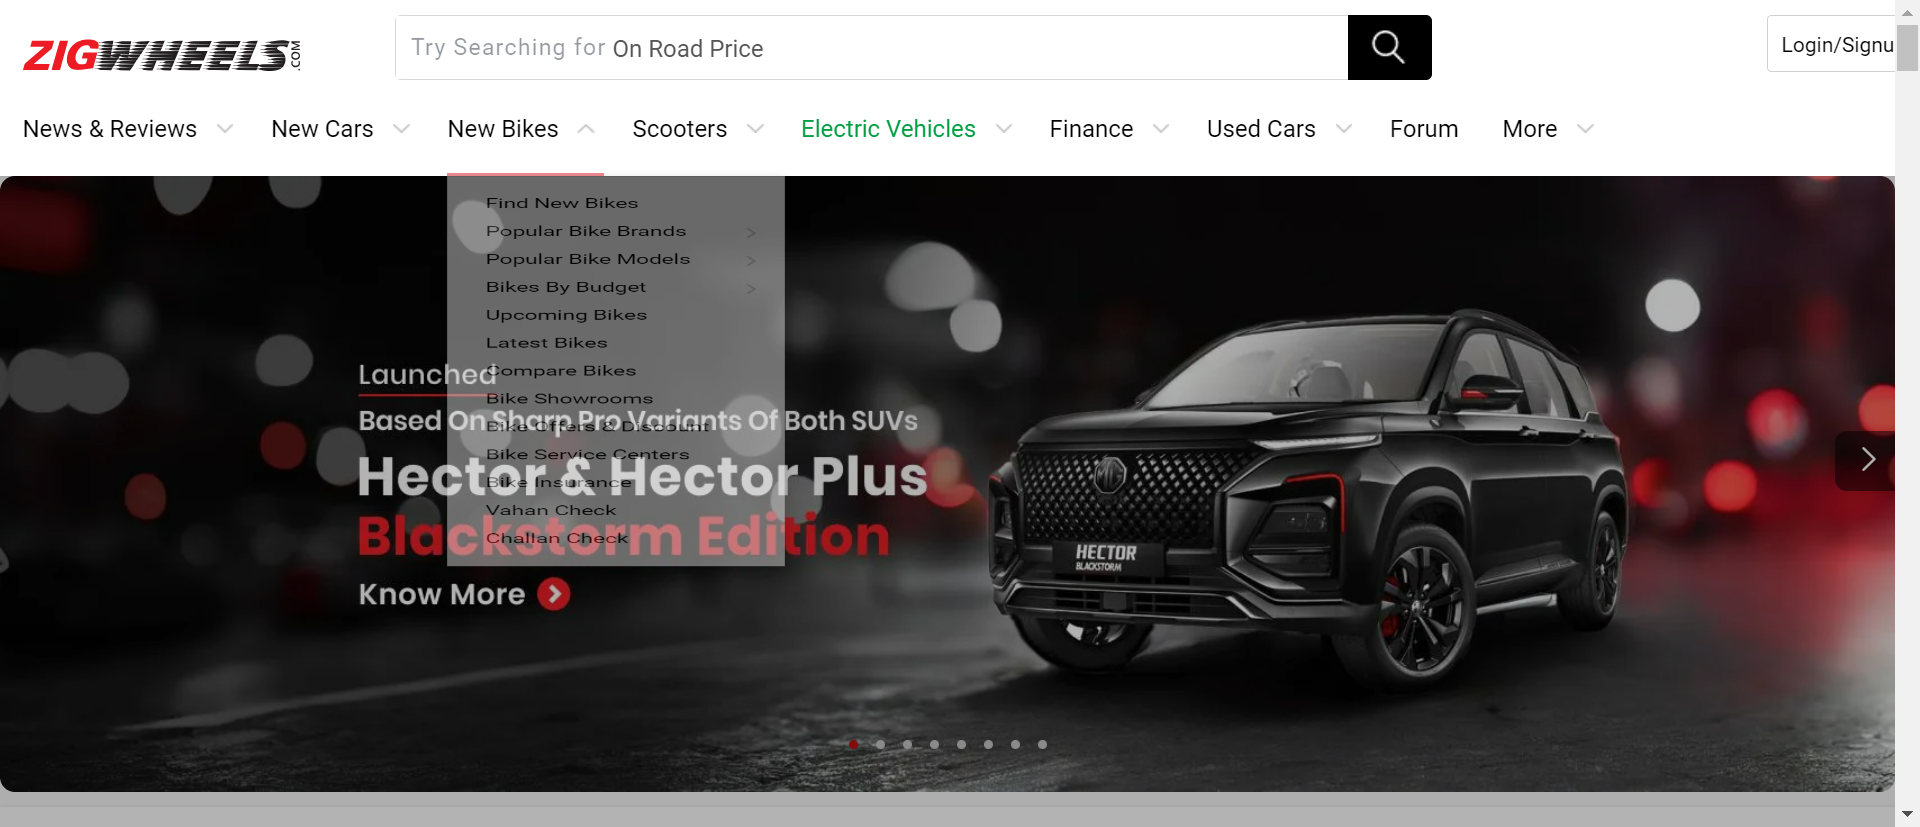 ZIGWHEELS.COM
Try Searching for On Road Price
Login/Signu
News & Reviews New Cars New Bikes Scooters Electric Vehicles Finance Used Cars Forum More
Find New Bikes
Popular Bike Brands >
Popular Bike Models >
Bikes By Budget >
Upcoming Bikes
Latest Bikes
Compare Bikes
Bike Showrooms
Bike Offers & Discount
Bike Service Centers
Bike Insurance
Vahan Check
Challan Check
Launched
Based On Sharp Pro Variants Of Both SUVs
Hector & Hector Plus
Blackstorm Edition
Know More
HECTOR
BLACKSTORM